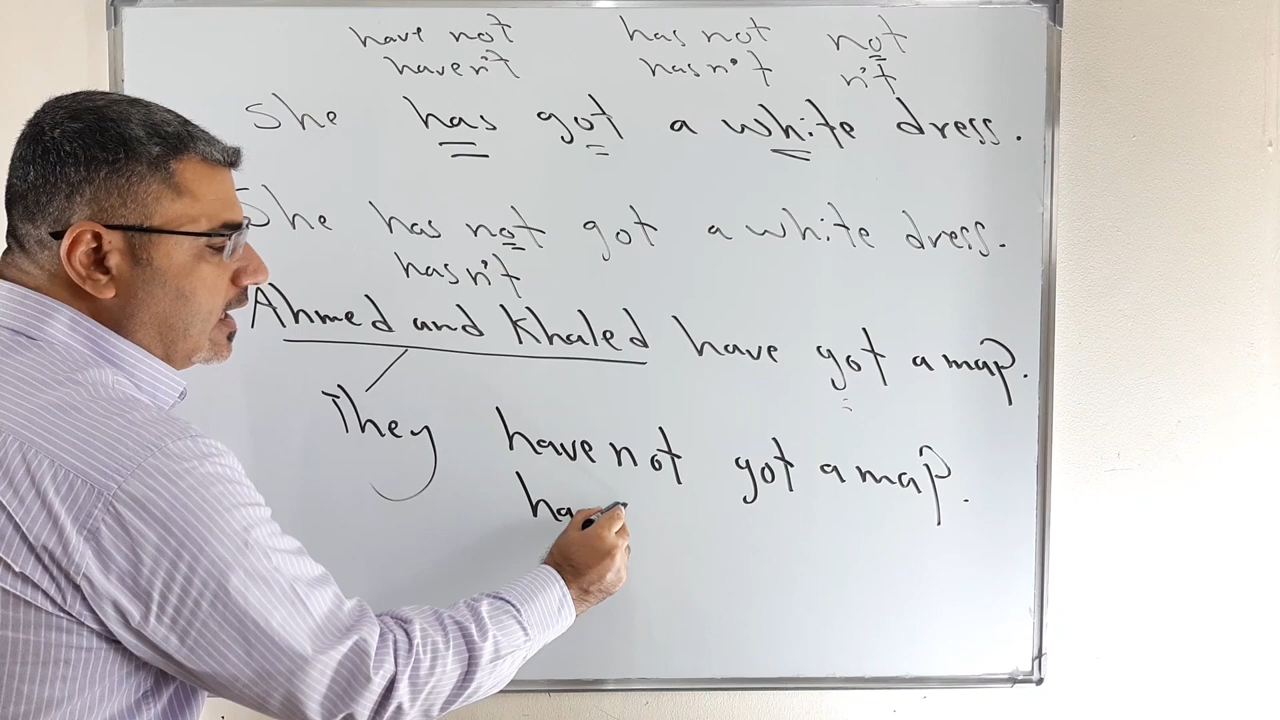 have not has not not
haven't hasn't n't
She has got a white dress.
She has not got a white dress.
hasn't
Ahmed and Khaled have got a map.
They have not got a map.
ha